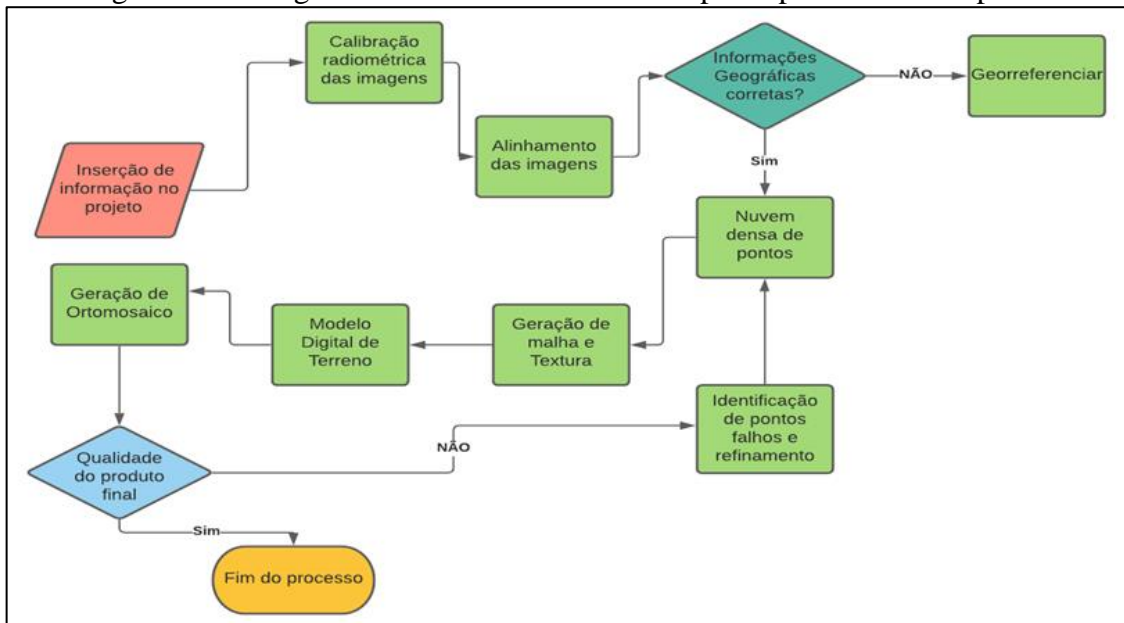 Calibração
radiométrica
das imagens
Informações
Geográficas
corretas?
NÃO
Georreferenciar
Alinhamento
das imagens
Inserção de
informação no
projeto
Sim
Nuvem
densa de
pontos
Geração de
Ortomosaico
Modelo
Digital de
Terreno
Geração de
malha e
Textura
Identificação
de pontos
falhos e
refinamento
NÃO
Qualidade
do produto
final
Sim
Fim do processo